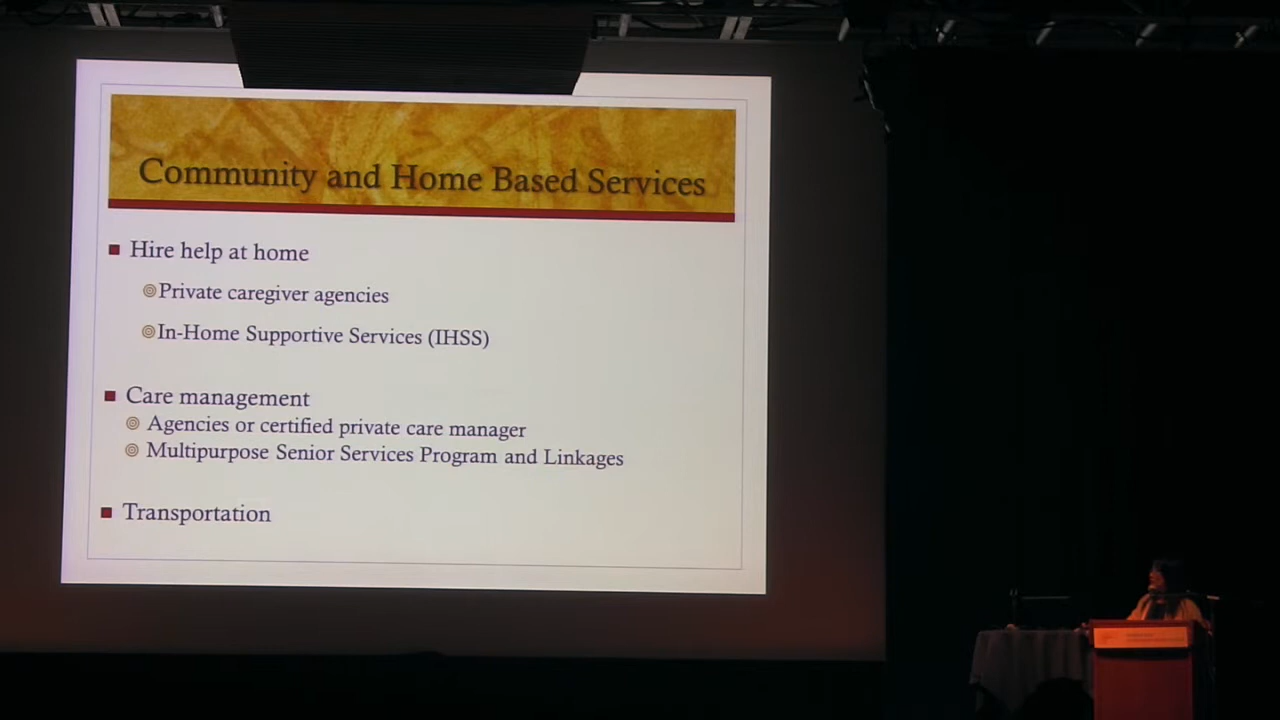 Community and Home Based Services
Hire help at home
Private caregiver agencies
In-Home Supportive Services (IHSS)
Care management
Agencies or certified private care manager
Multipurpose Senior Services Program and Linkages
Transportation